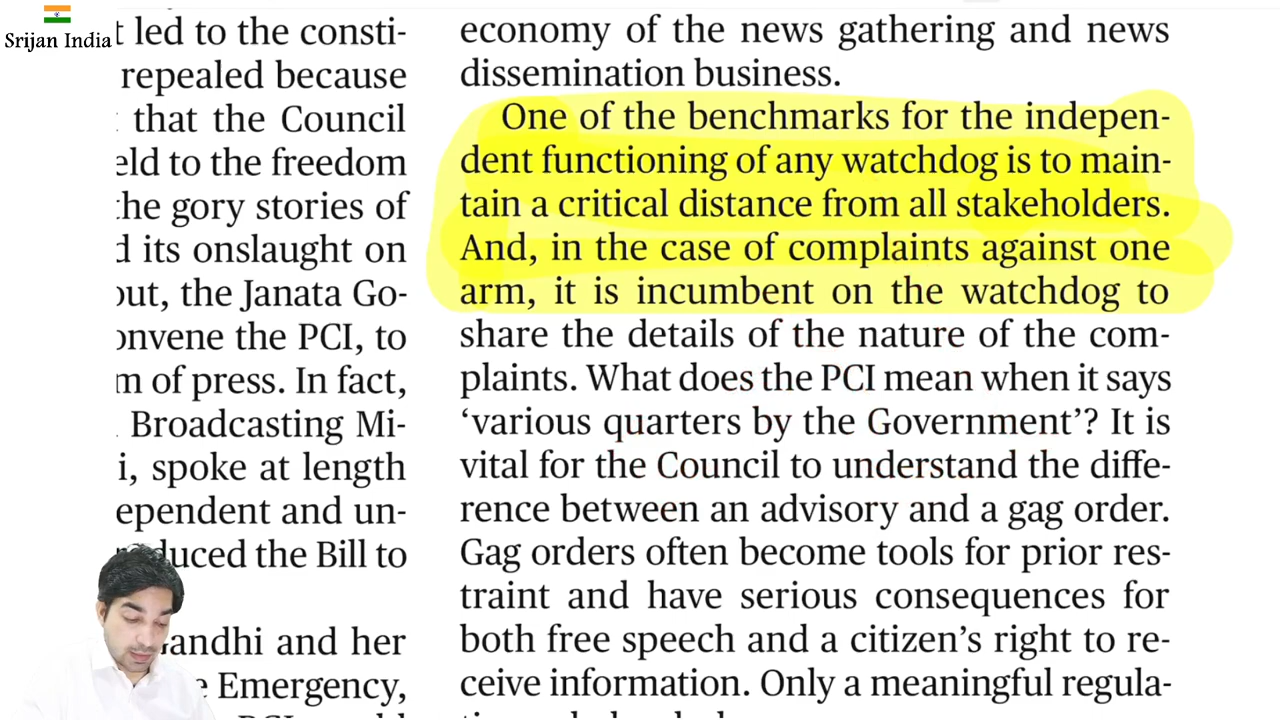 Srijan India
t led to the consti-
repealed because
that the Council
eld to the freedom
the gory stories of
d its onslaught on
out, the Janata Go-
onvene the PCI, to
m of press. In fact,
Broadcasting Mi-
i, spoke at length
ependent and un-
duced the Bill to
Gandhi and her
e Emergency,
economy of the news gathering and news
dissemination business.
One of the benchmarks for the indepen-
dent functioning of any watchdog is to main-
tain a critical distance from all stakeholders.
And, in the case of complaints against one
arm, it is incumbent on the watchdog to
share the details of the nature of the com-
plaints. What does the PCI mean when it says
‘various quarters by the Government’? It is
vital for the Council to understand the diffe-
rence between an advisory and a gag order.
Gag orders often become tools for prior res-
traint and have serious consequences for
both free speech and a citizen’s right to re-
ceive information. Only a meaningful regula-